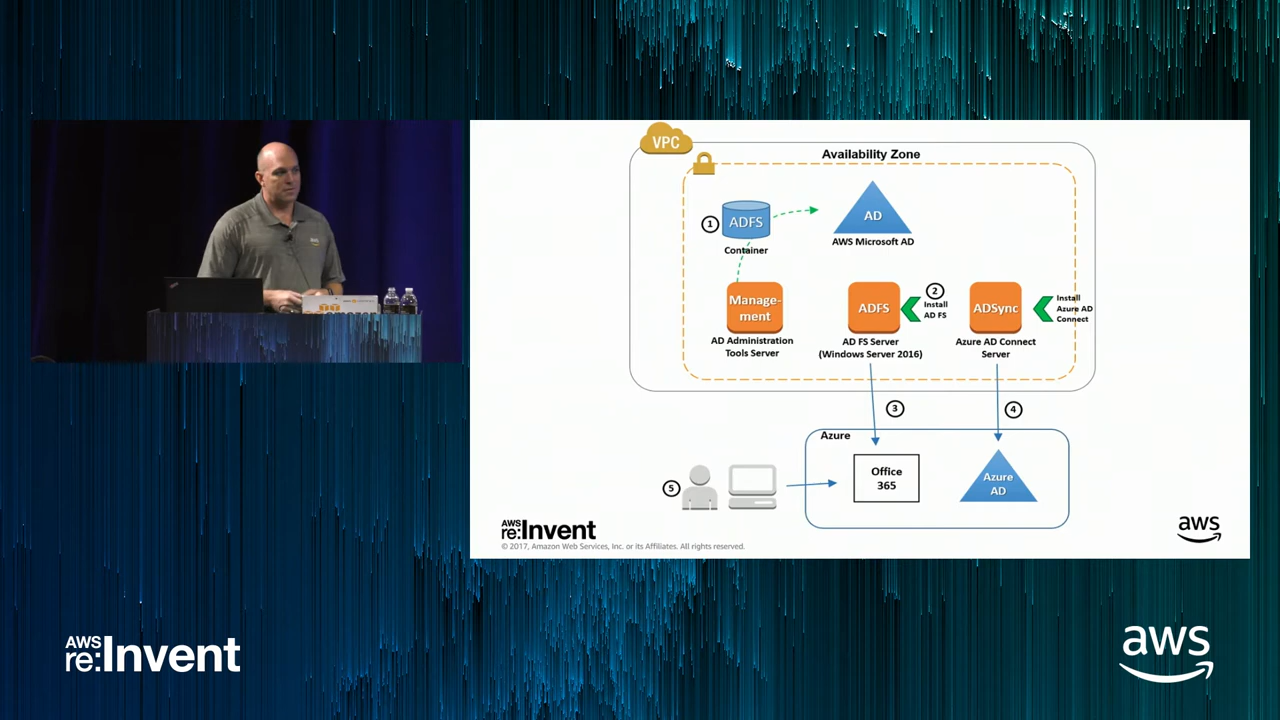 VPC
Availability Zone
1
ADFS
Container
AD
AWS Microsoft AD
Manage-
ment
AD Administration
Tools Server
ADFS
AD FS Server
(Windows Server 2016)
2
Install
AD FS
ADSync
Azure AD Connect
Server
Install
Azure AD
Connect
3
4
Azure
5
Office
365
Azure
AD
AWS
re:Invent
© 2017, Amazon Web Services, Inc. or its Affiliates. All rights reserved.
aws
AWS
re:Invent
aws